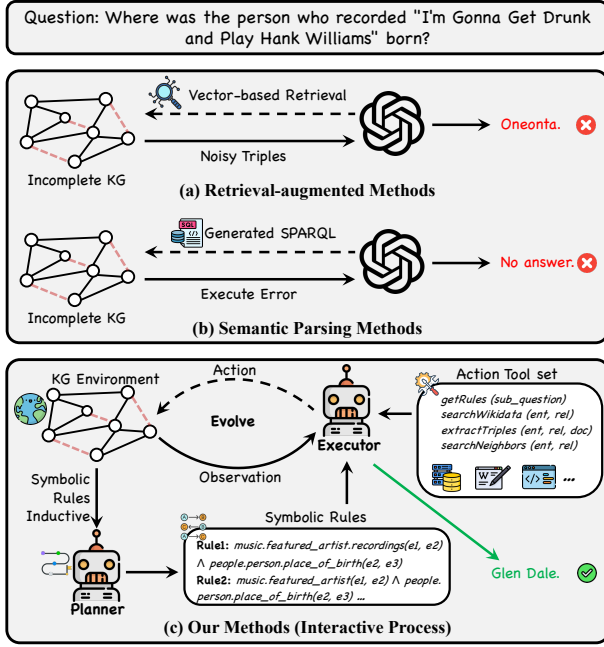 Question: Where was the person who recorded "I'm Gonna Get Drunk
and Play Hank Williams" born?
Vector-based Retrieval
Noisy Triples
Oneonta.
Incomplete KG
(a) Retrieval-augmented Methods
SQL
Generated SPARQL
Execute Error
No answer.
Incomplete KG
(b) Semantic Parsing Methods
KG Environment
Action
Evolve
Observation
Executor
Action Tool set
getRules (sub_question)
searchWikidata (ent, rel)
extractTriples (ent, rel, doc)
searchNeighbors (ent, rel)
W
</>
...
Symbolic
Rules
Inductive
Planner
Symbolic Rules
A B
C B
A C
Rule1: music.featured_artist.recordings(e1, e2)
∧ people.person.place_of_birth(e2, e3)
Rule2: music.featured_artist(e1, e2) ∧ people.
person.place_of_birth(e2, e3) ...
Glen Dale.
(c) Our Methods (Interactive Process)